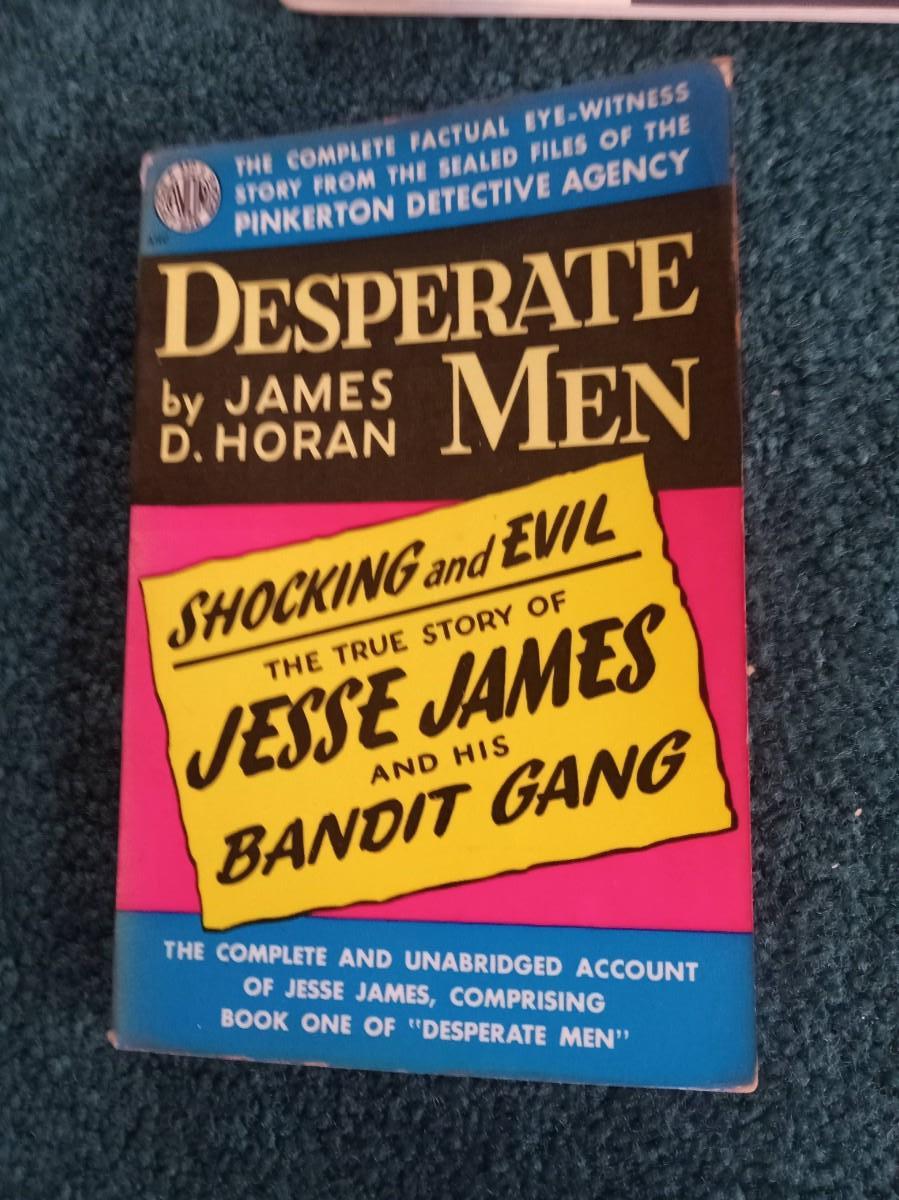 THE COMPLETE FACTUAL EYE-WITNESS
STORY FROM THE SEALED FILES OF THE
PINKERTON DETECTIVE AGENCY
DESPERATE
by JAMES
D. HORAN
MEN
SHOCKING and EVIL
THE TRUE STORY OF
JESSE JAMES
AND HIS
BANDIT GANG
THE COMPLETE AND UNABRIDGED ACCOUNT
OF JESSE JAMES, COMPRISING
BOOK ONE OF "DESPERATE MEN"